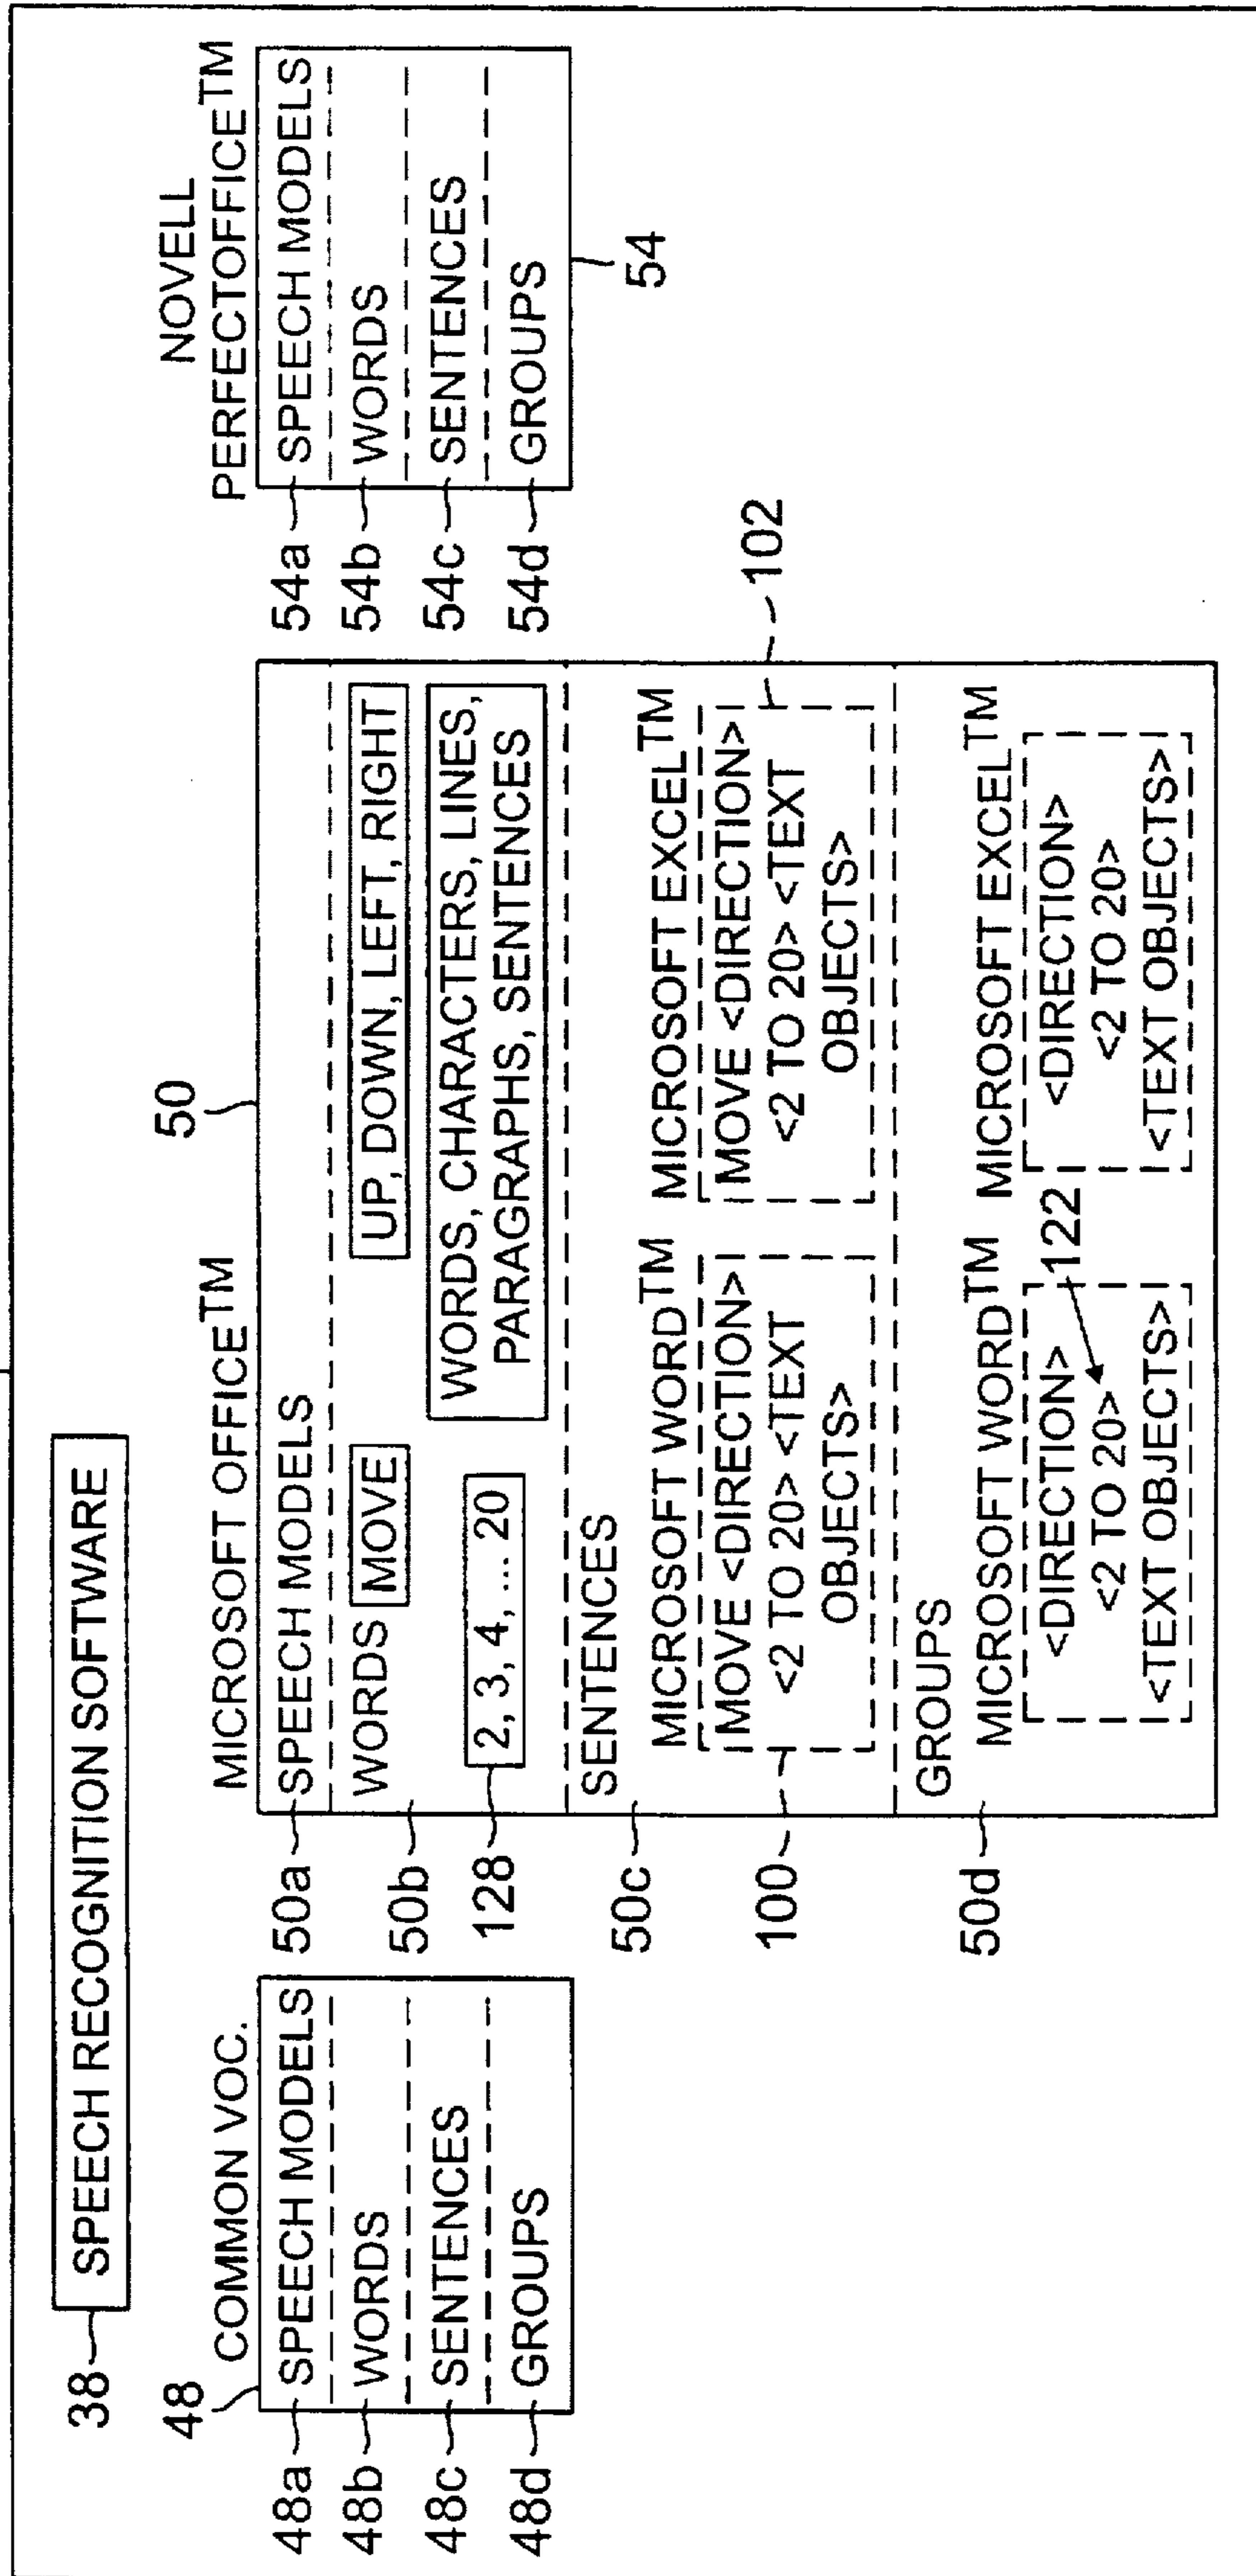 38
SPEECH RECOGNITION SOFTWARE
48
COMMON VOC.
48a
SPEECH MODELS
48b
WORDS
48c
SENTENCES
48d
GROUPS
MICROSOFT OFFICE™
50
50a
SPEECH MODELS
50b
WORDS
MOVE
UP, DOWN, LEFT, RIGHT
128
2, 3, 4, ... 20
WORDS, CHARACTERS, LINES,
PARAGRAPHS, SENTENCES
50c
SENTENCES
MICROSOFT WORD™
100
MOVE <DIRECTION>
<2 TO 20> <TEXT
OBJECTS>
MICROSOFT EXCEL™
MOVE <DIRECTION>
<2 TO 20> <TEXT
OBJECTS>
102
50d
GROUPS
MICROSOFT WORD™
<DIRECTION>
<2 TO 20>
<TEXT OBJECTS>
122
MICROSOFT EXCEL™
<DIRECTION>
<2 TO 20>
<TEXT OBJECTS>
NOVELL
PERFECTOFFICE™
54a
SPEECH MODELS
54b
WORDS
54c
SENTENCES
54d
GROUPS
54